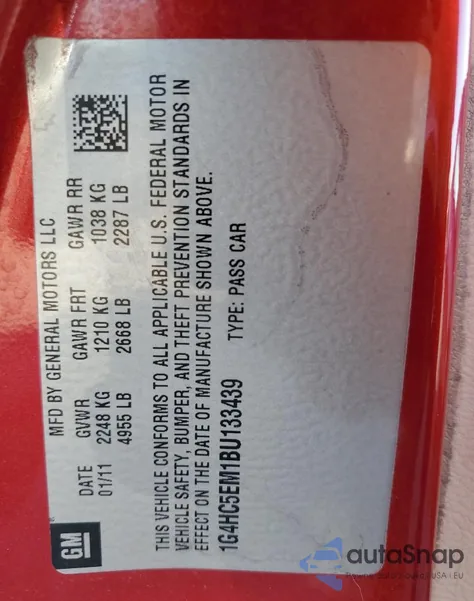 GM
MFD BY GENERAL MOTORS LLC
DATE GVWR GAWR FRT GAWR RR
01/11 2248 KG 1210 KG 1038 KG
4955 LB 2668 LB 2287 LB
THIS VEHICLE CONFORMS TO ALL APPLICABLE U.S. FEDERAL MOTOR
VEHICLE SAFETY, BUMPER, AND THEFT PREVENTION STANDARDS IN
EFFECT ON THE DATE OF MANUFACTURE SHOWN ABOVE.
1G4HC5EM1BU133439 TYPE: PASS CAR
autaSnap